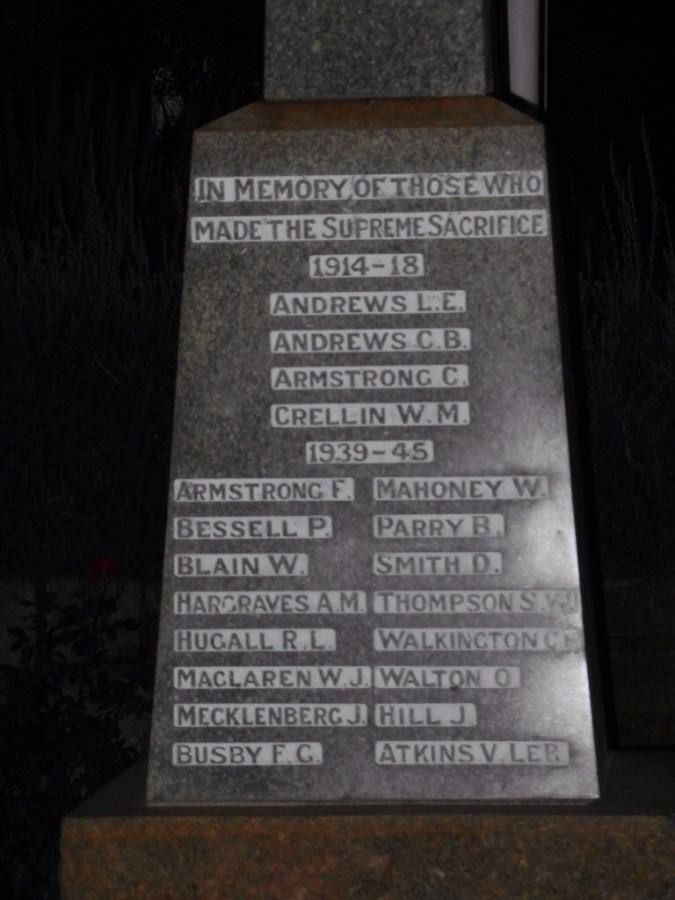 IN MEMORY OF THOSE WHO
MADE THE SUPREME SACRIFICE
1914-18
ANDREWS L.E.
ANDREWS C.B.
ARMSTRONG C.
CRELLIN W.M.
1939-45
ARMSTRONG F. MAHONEY W.
BESSELL P. PARRY B.
BLAIN W. SMITH D.
HARGRAVES A.M. THOMPSON S.W.
HUGALL R.L. WALKINGTON
MACLAREN W.J. WALTON O.
MECKLENBERG J. HILL J.
BUSBY F.G. ATKINS V. LEB.